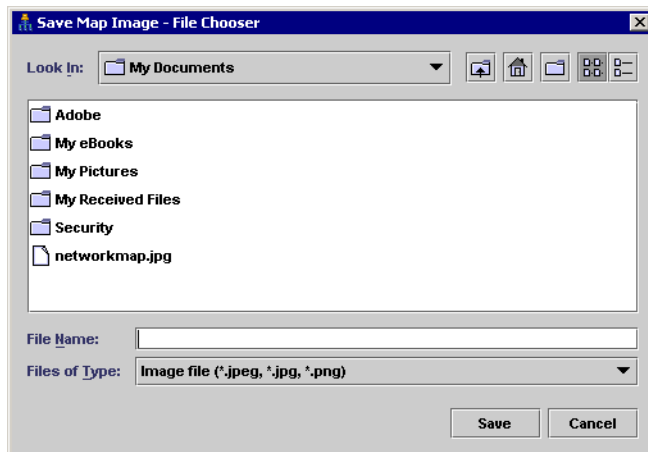 Save Map Image - File Chooser
Look In: My Documents
Adobe
My eBooks
My Pictures
My Received Files
Security
networkmap.jpg
File Name:
Files of Type: Image file (*.jpeg, *.jpg, *.png)
Save Cancel